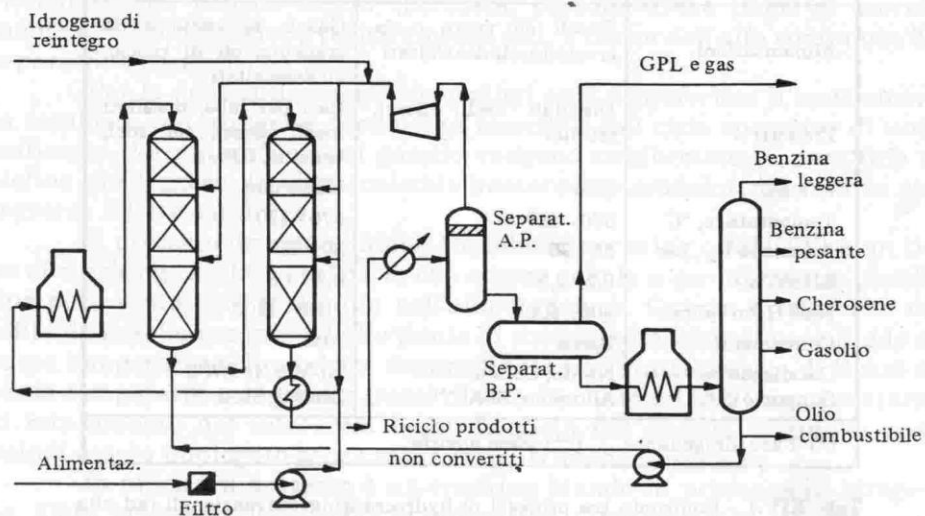 Idrogeno di
reintegro
GPL e gas
Benzina
leggera
Separat.
A.P.
Benzina
pesante
Cherosene
Gasolio
Separat.
B.P.
Olio
combustibile
Riciclo prodotti
non convertiti
Alimentaz.
Filtro